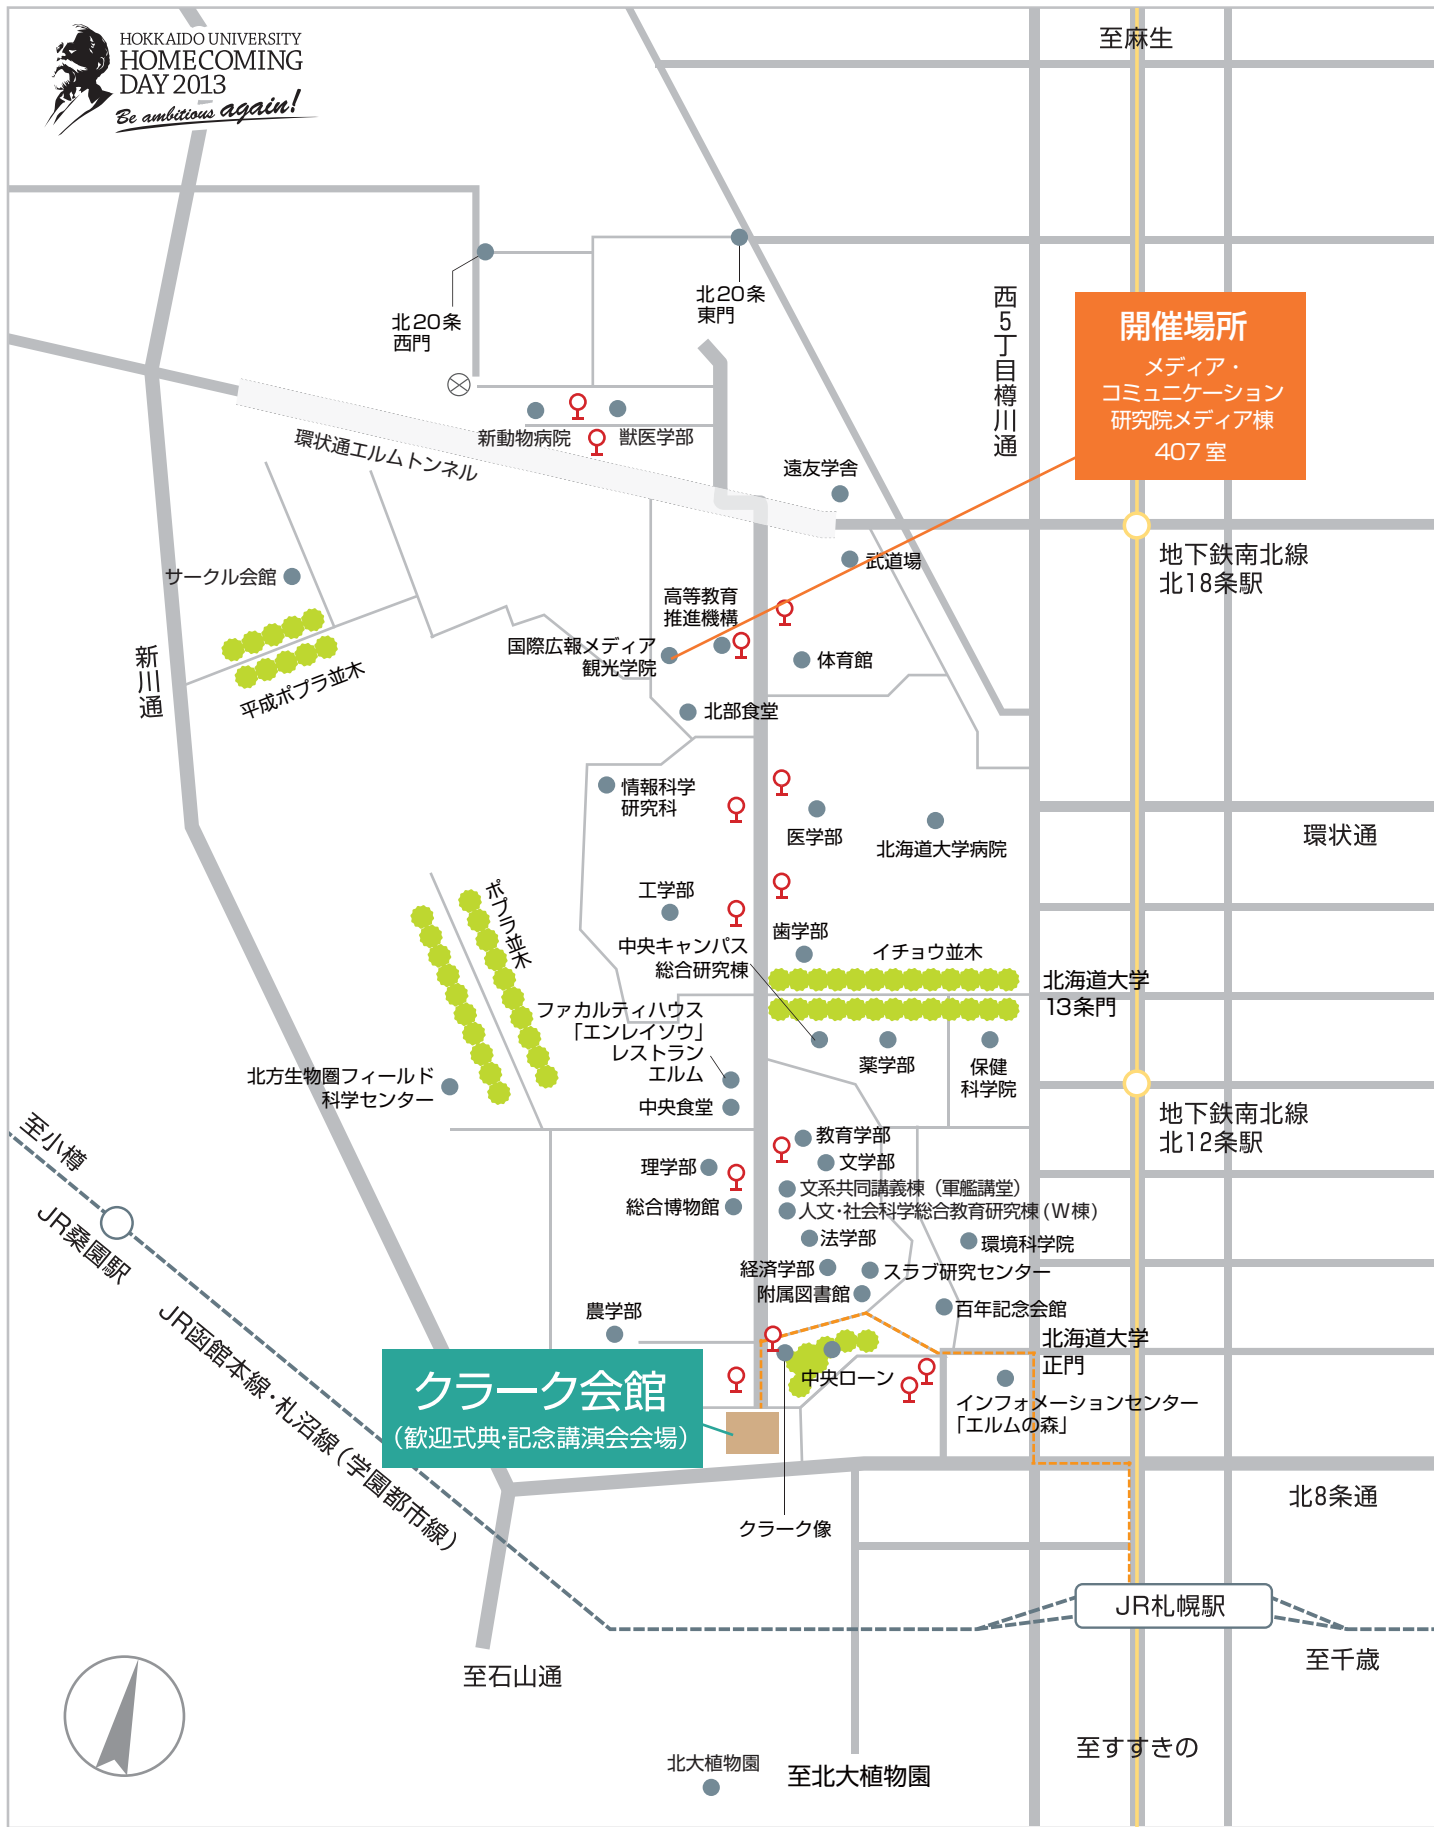 HOKKAIDO UNIVERSITY
HOMECOMING
DAY 2013
Be ambitious again!
至麻生
北20条
東門
北20条
西門
西5丁目樽川通
開催場所
メディア・
コミュニケーション
研究院メディア棟
407室
新動物病院
獣医学部
環状通エルムトンネル
遠友学舎
地下鉄南北線
北18条駅
武道場
サークル会館
高等教育
推進機構
国際広報メディア
観光学院
体育館
新川通
平成ポプラ並木
北部食堂
情報科学
研究科
医学部
北海道大学病院
環状通
工学部
ポプラ並木
歯学部
中央キャンパス
総合研究棟
イチョウ並木
北海道大学
13条門
ファカルティハウス
「エンレイソウ」
レストラン
エルム
薬学部
保健
科学院
北方生物圏フィールド
科学センター
中央食堂
地下鉄南北線
北12条駅
至小樽
教育学部
文学部
理学部
文系共同講義棟（軍艦講堂）
総合博物館
人文・社会科学総合教育研究棟(W棟)
JR桑園駅
法学部
環境科学院
経済学部
スラブ研究センター
附属図書館
百年記念会館
農学部
北海道大学
正門
JR函館本線・札沼線(学園都市線)
クラーク会館
(歓迎式典・記念講演会会場)
中央ローン
インフォメーションセンター
「エルムの森」
北8条通
クラーク像
JR札幌駅
至千歳
至石山通
至すすきの
北大植物園
至北大植物園